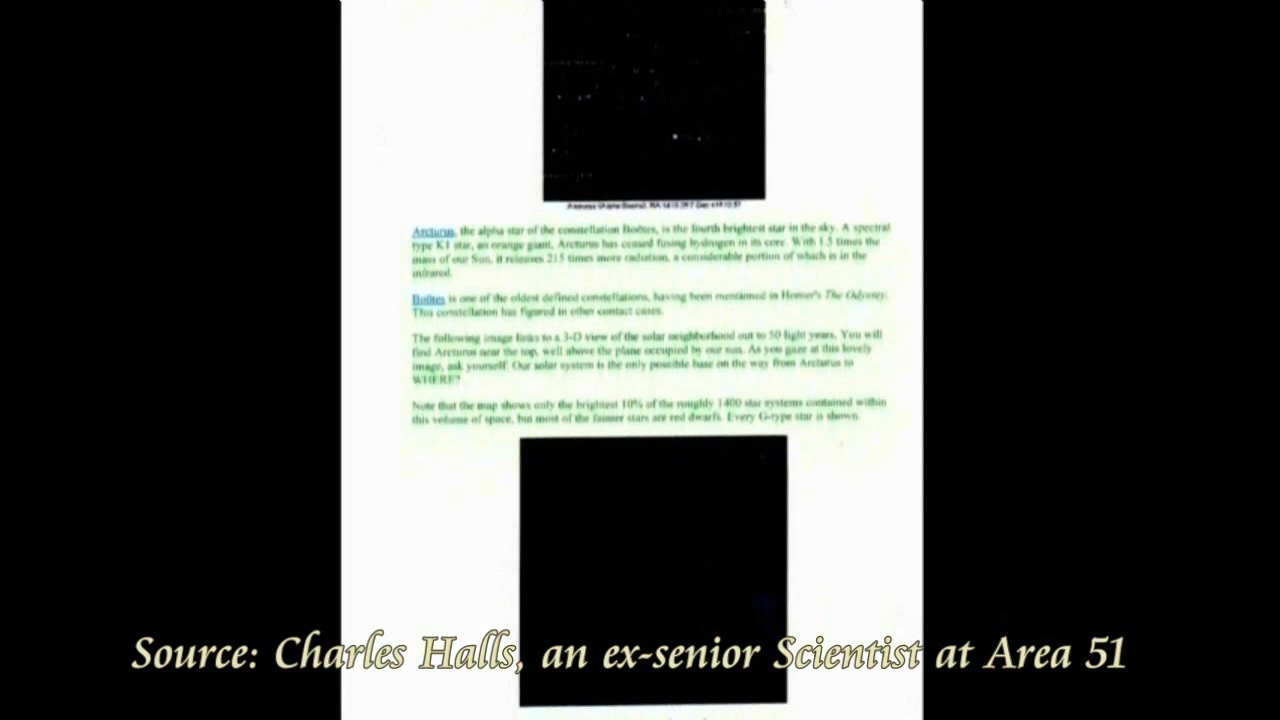 Arcturus (Alpha Bootis)
Arcturus, the alpha star of the constellation Boötes, is the fourth brightest star in the sky. A spectral
type K1 star, an orange giant, Arcturus has ceased fusing hydrogen in its core. With 1.5 times the
mass of our Sun, it releases 215 times more radiation, a considerable portion of which is in the
infrared.
Boötes is one of the oldest defined constellations, having been mentioned in Homer's The Odyssey.
This constellation has figured in other contact cases.
The following image links to a 3-D view of the solar neighborhood out to 50 light years. You will
find Arcturus near the top, well above the plane occupied by our sun. As you gaze at this lovely
image, ask yourself: Our solar system is the only possible base on the way from Arcturus to
WHERE?
Note that the map shows only the brightest 10% of the roughly 1400 star systems contained within
this volume of space, but most of the fainter stars are red dwarfs. Every G-type star is shown.
Source: Charles Halls, an ex-senior Scientist at Area 51